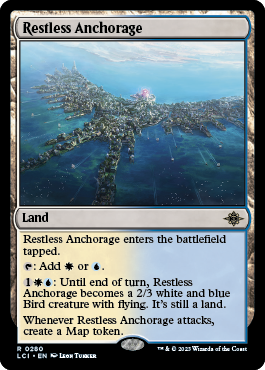 Restless Anchorage
Land
Restless Anchorage enters the battlefield
tapped.
: Add or .
1 : Until end of turn, Restless
Anchorage becomes a 2/3 white and blue
Bird creature with flying. It's still a land.
Whenever Restless Anchorage attacks,
create a Map token.
R 0280
LCI • EN Leon Tukker
™ & © 2023 Wizards of the Coast